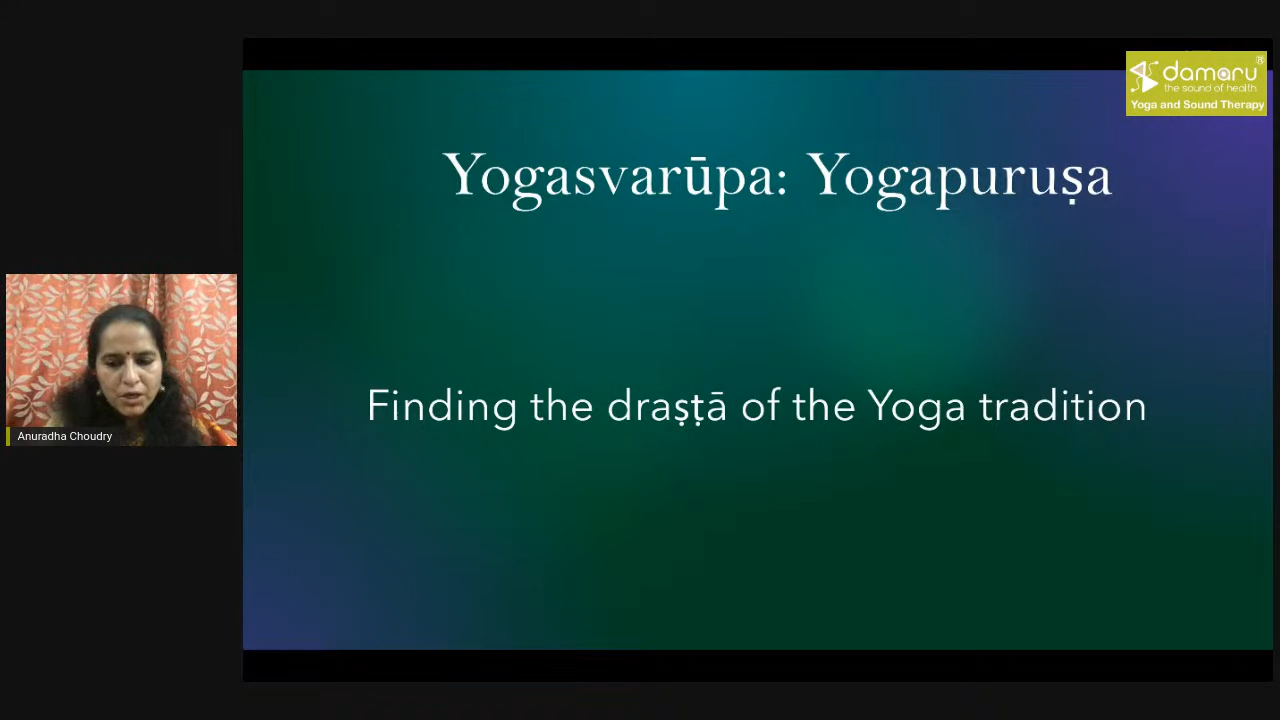 damaru®
the sound of health
Yoga and Sound Therapy
Yogasvarūpa: Yogapuruṣa
Finding the draṣṭā of the Yoga tradition
Anuradha Choudry